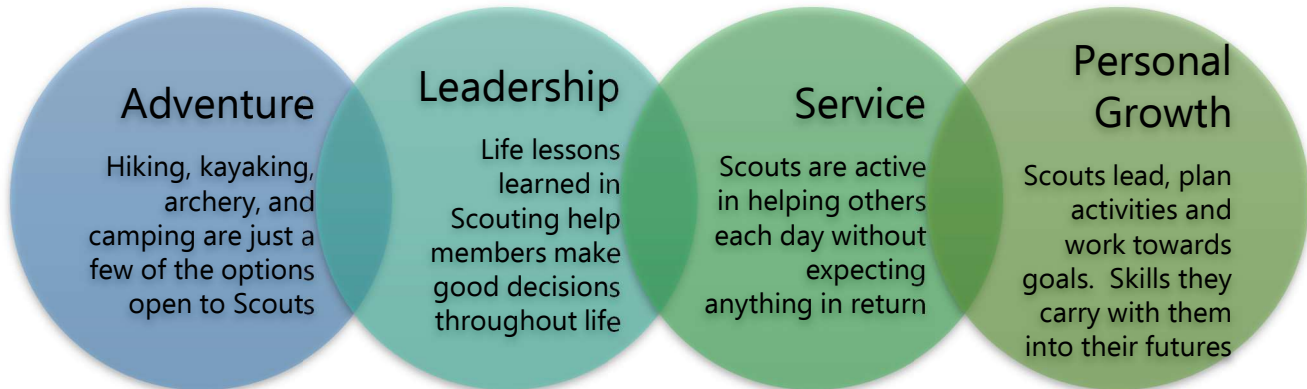 Adventure
Hiking, kayaking,
archery, and
camping are just a
few of the options
open to Scouts
Leadership
Life lessons
learned in
Scouting help
members make
good decisions
throughout life
Service
Scouts are active
in helping others
each day without
expecting
anything in return
Personal
Growth
Scouts lead, plan
activities and
work towards
goals.  Skills they
carry with them
into their futures